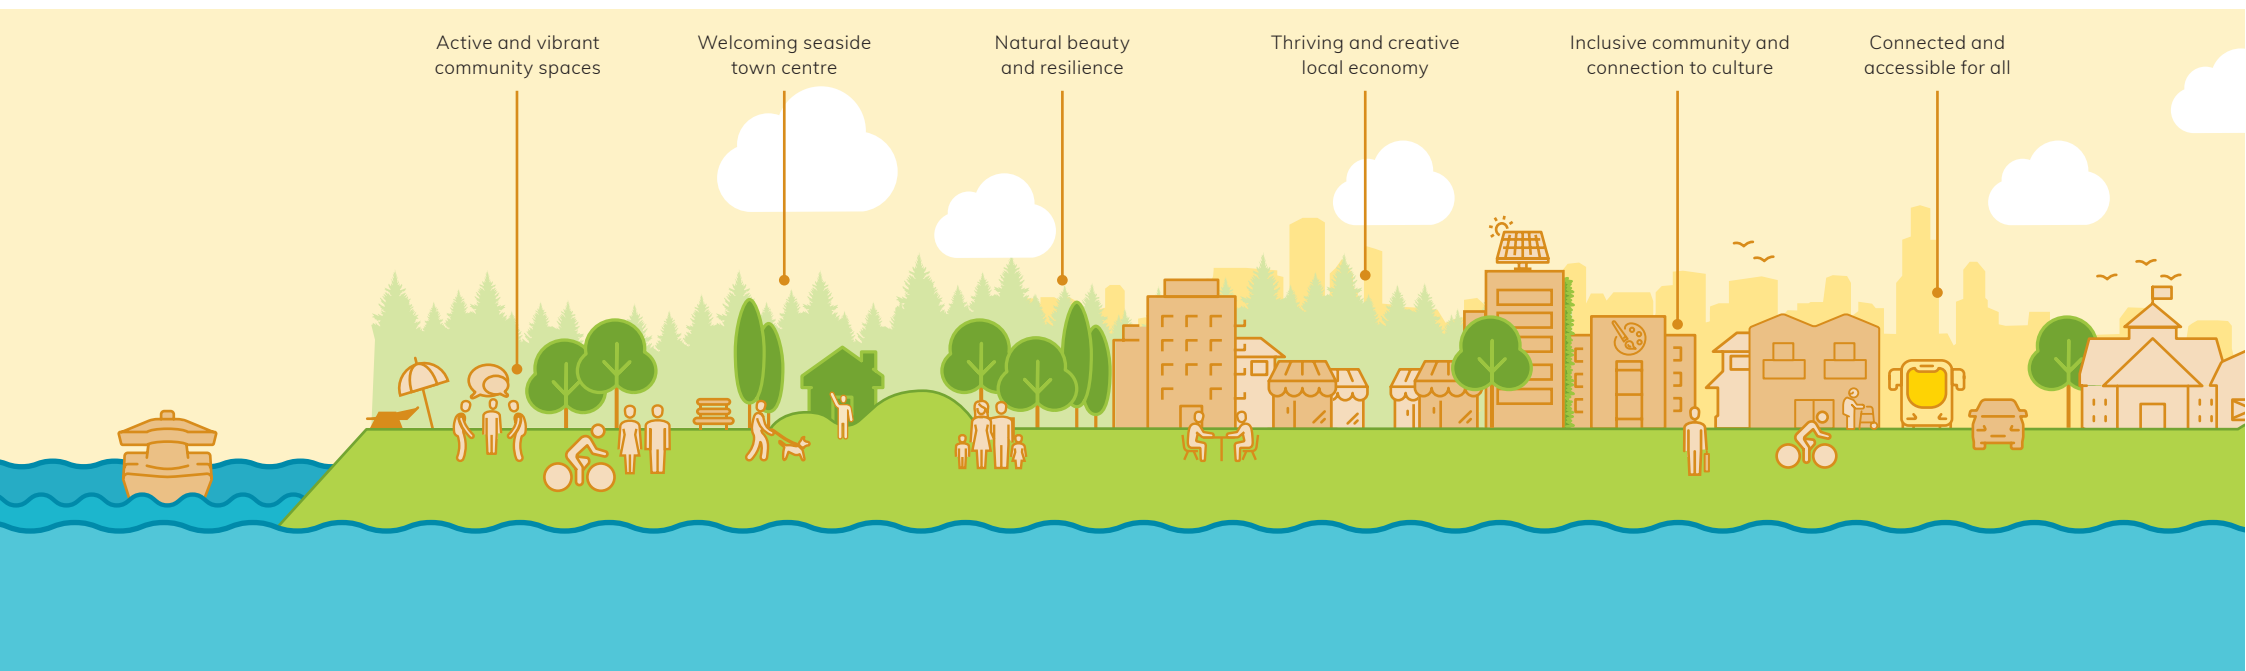 Active and vibrant
community spaces
Welcoming seaside
town centre
Natural beauty
and resilience
Thriving and creative
local economy
Inclusive community and
connection to culture
Connected and
accessible for all